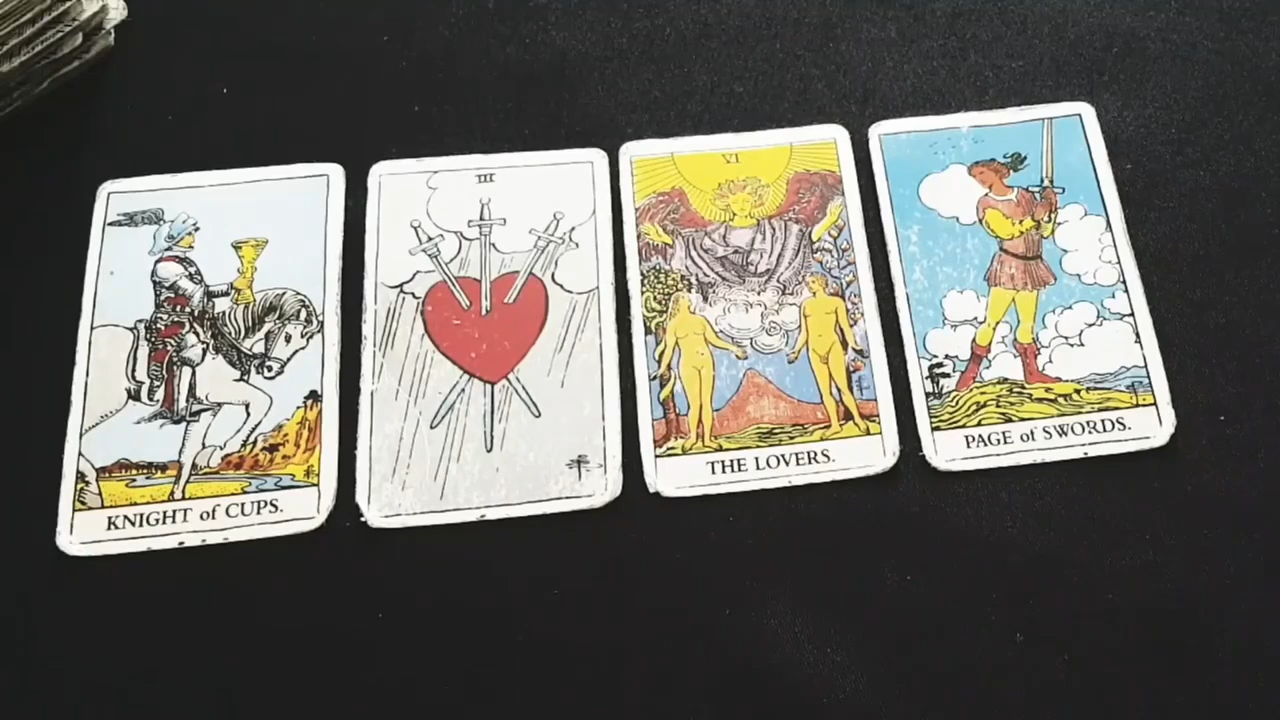 KNIGHT of CUPS.
III
VI
THE LOVERS.
PAGE of SWORDS.